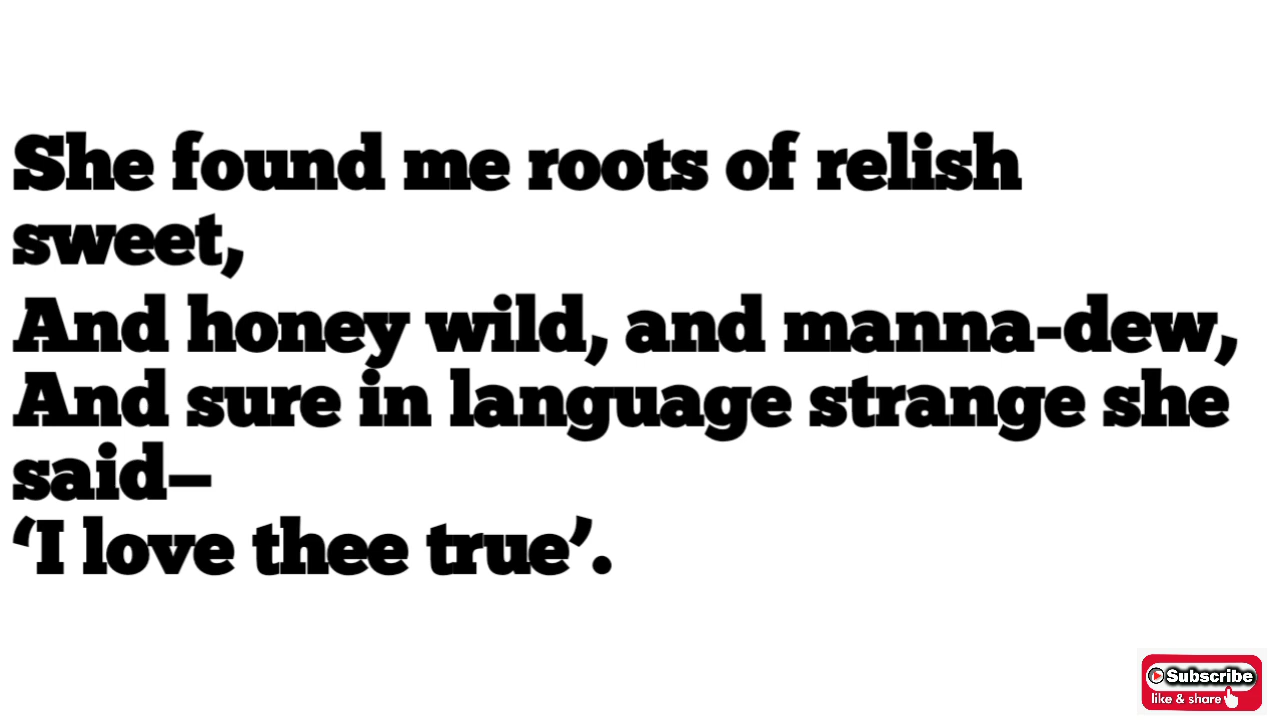 She found me roots of relish
sweet,
And honey wild, and manna-dew,
And sure in language strange she
said—
‘I love thee true’.
Subscribe
like & share